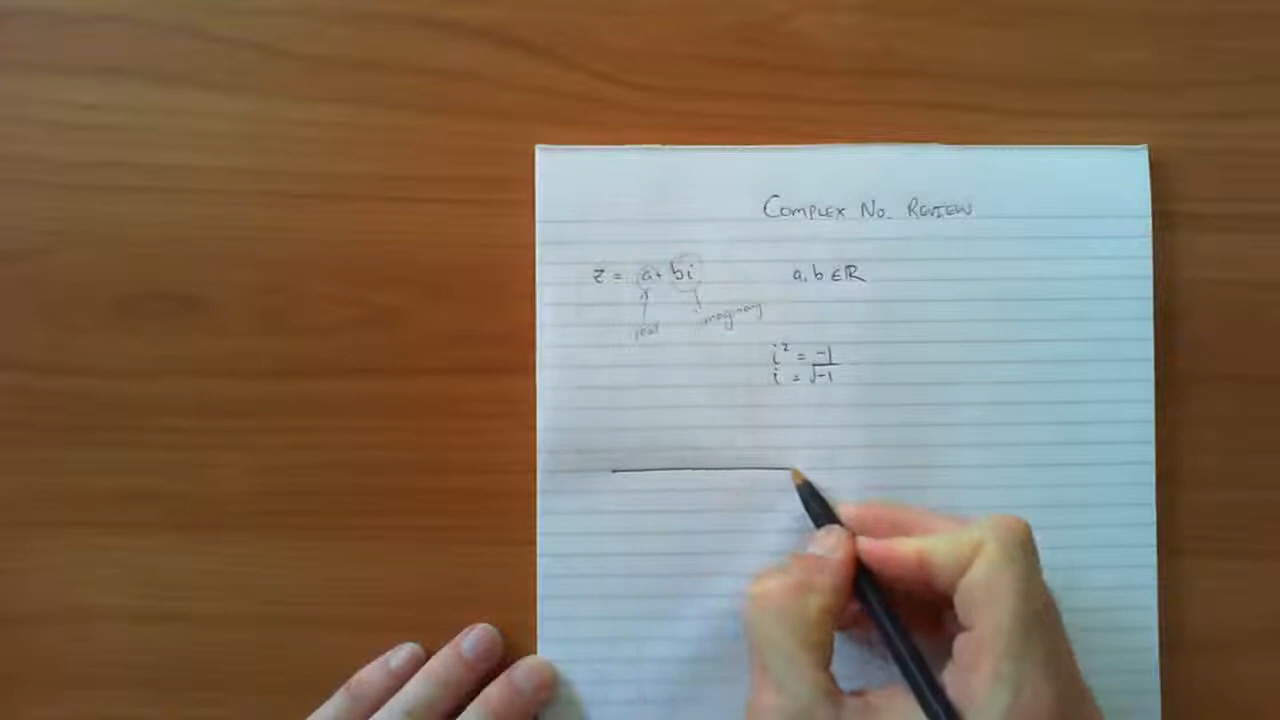 COMPLEX NO. REVIEW
z = a + bi a, b ∈ ℝ
real imaginary
i² = -1
i = √-1